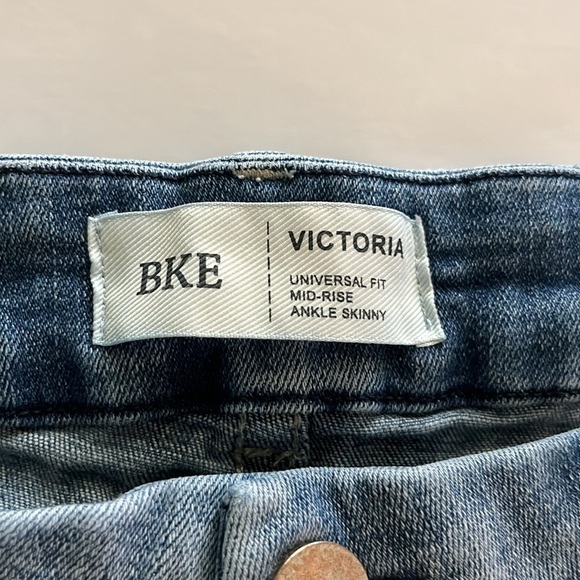 BKE
VICTORIA
UNIVERSAL FIT
MID-RISE
ANKLE SKINNY